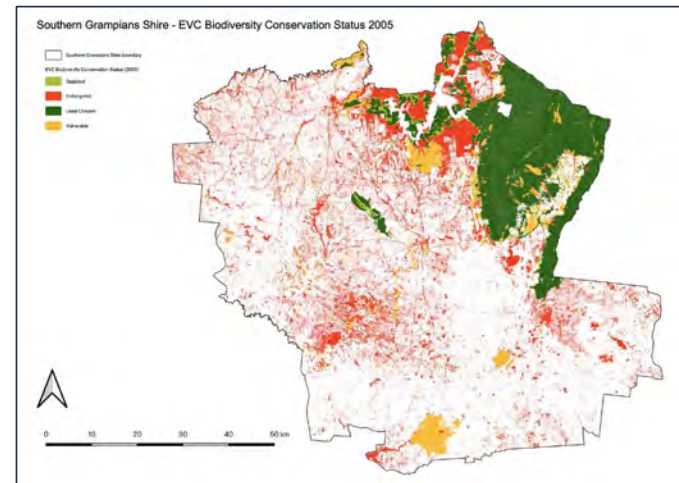 Southern Grampians Shire - EVC Biodiversity Conservation Status 2005
Southern Grampians Shire boundary
EVC Biodiversity Conservation Status (2005)
Depleted
Endangered
Least Concern
Vulnerable
0 10 20 30 40 50 km